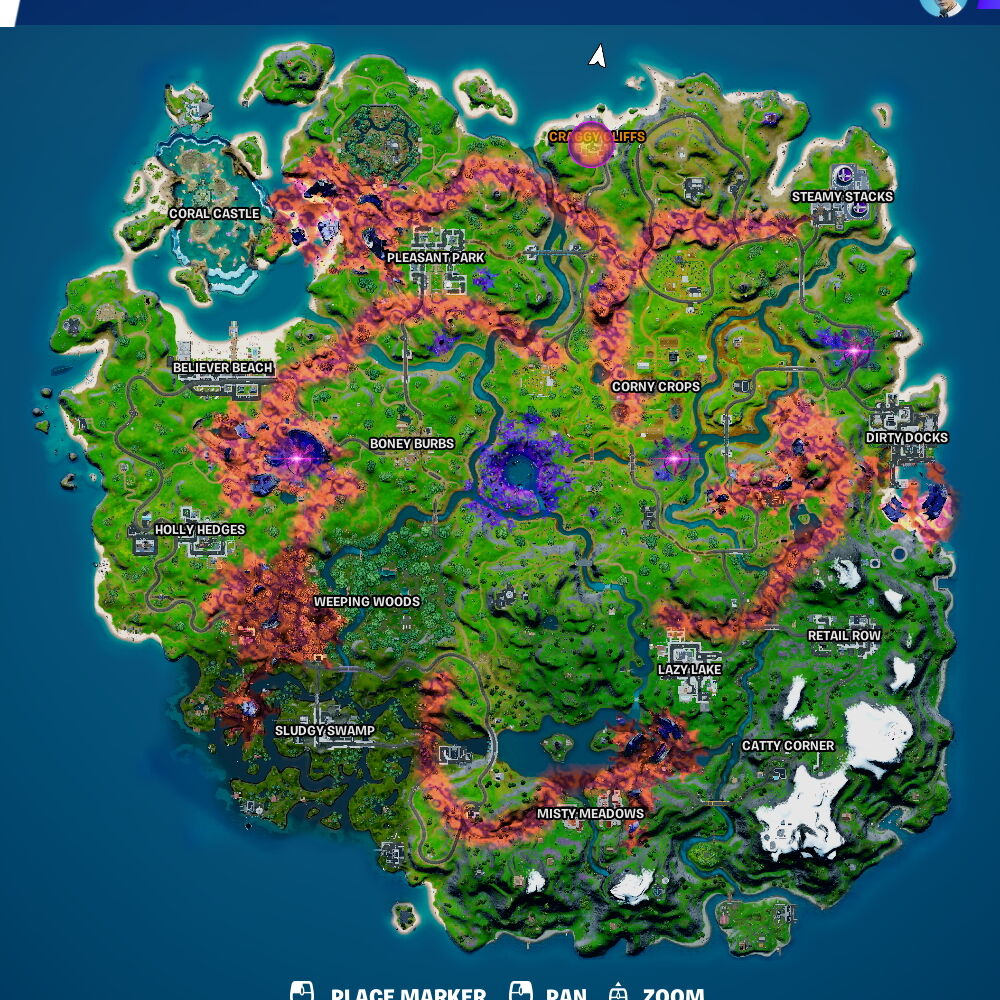 CRAGGY CLIFFS
STEAMY STACKS
CORAL CASTLE
PLEASANT PARK
BELIEVER BEACH
CORNY CROPS
BONEY BURBS
DIRTY DOCKS
HOLLY HEDGES
WEEPING WOODS
RETAIL ROW
LAZY LAKE
SLUDGY SWAMP
CATTY CORNER
MISTY MEADOWS
PLACE MARKER PAN ZOOM